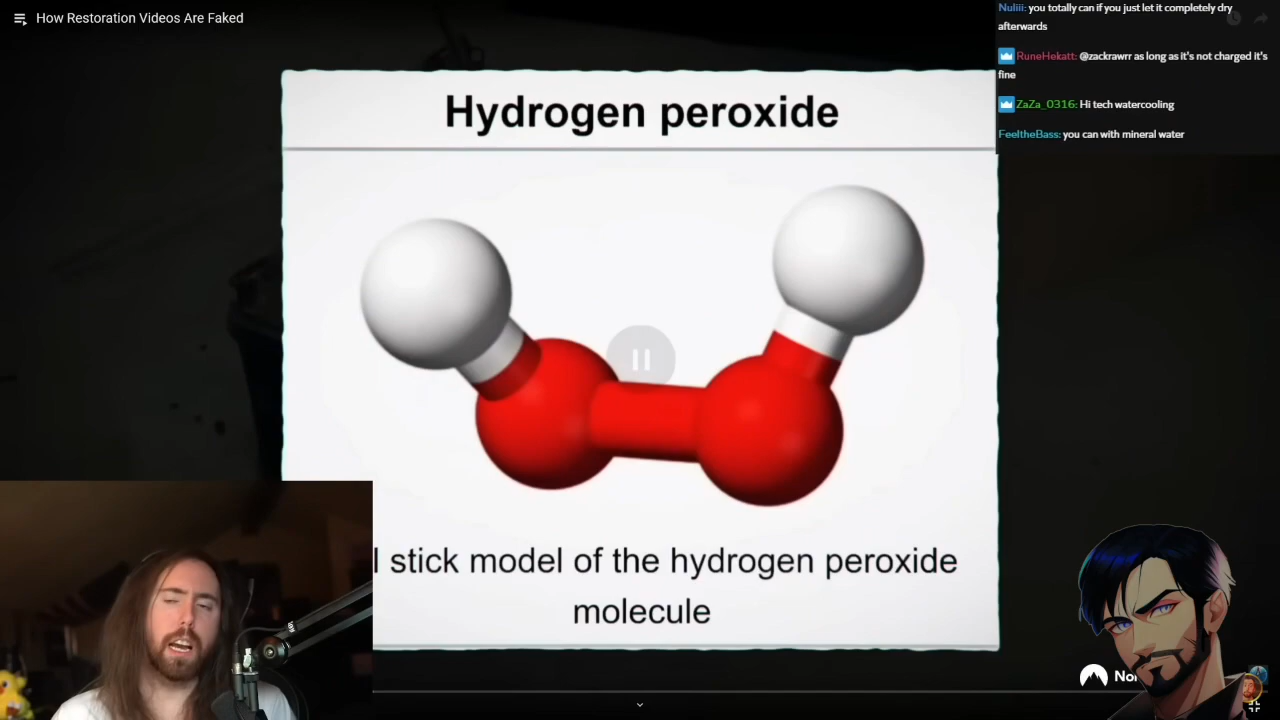 How Restoration Videos Are Faked
Nuliii: you totally can if you just let it completely dry
afterwards
RuneHekatt: @zackrawrr as long as it's not charged it's
fine
ZaZa_0316: Hi tech watercooling
FeeltheBass: you can with mineral water
Hydrogen peroxide
stick model of the hydrogen peroxide
molecule